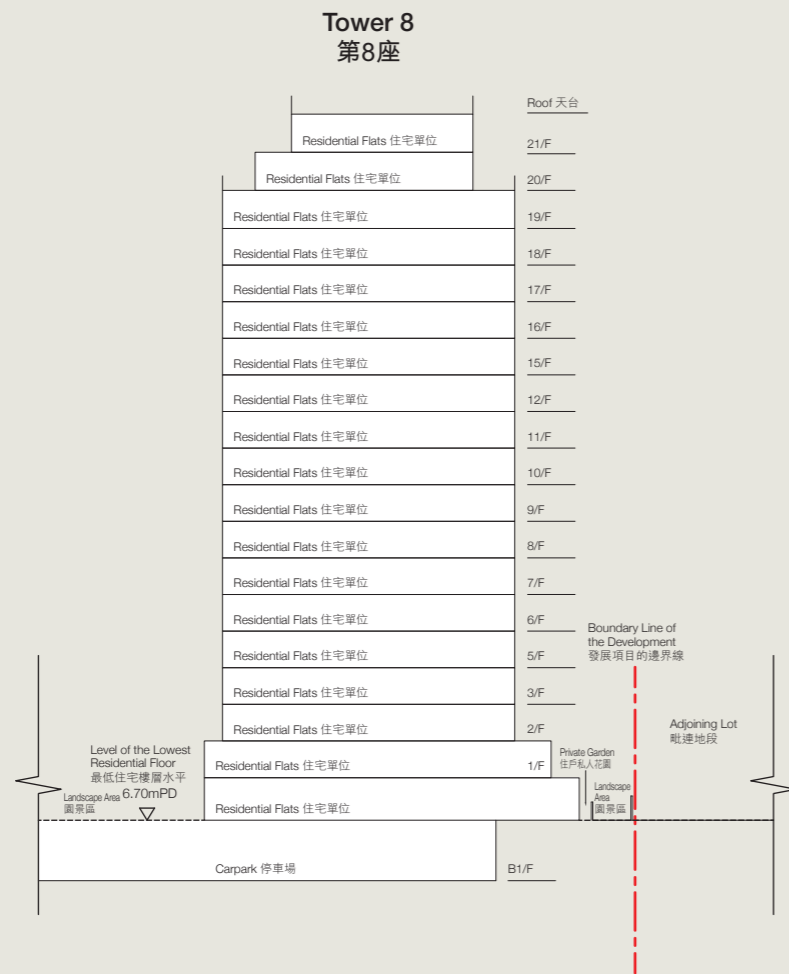 Tower 8
第8座
Roof 天台
Residential Flats 住宅單位
21/F
Residential Flats 住宅單位
20/F
Residential Flats 住宅單位
19/F
Residential Flats 住宅單位
18/F
Residential Flats 住宅單位
17/F
Residential Flats 住宅單位
16/F
Residential Flats 住宅單位
15/F
Residential Flats 住宅單位
12/F
Residential Flats 住宅單位
11/F
Residential Flats 住宅單位
10/F
Residential Flats 住宅單位
9/F
Residential Flats 住宅單位
8/F
Residential Flats 住宅單位
7/F
Residential Flats 住宅單位
6/F
Residential Flats 住宅單位
5/F
Residential Flats 住宅單位
3/F
Residential Flats 住宅單位
2/F
Boundary Line of
the Development
發展項目的邊界線
Adjoining Lot
毗連地段
Level of the Lowest
Residential Floor
最低住宅樓層水平
6.70mPD
Landscape Area
園景區
Residential Flats 住宅單位
1/F
Private Garden
住戶私人花園
Landscape
Area
園景區
Residential Flats 住宅單位
Carpark 停車場
B1/F